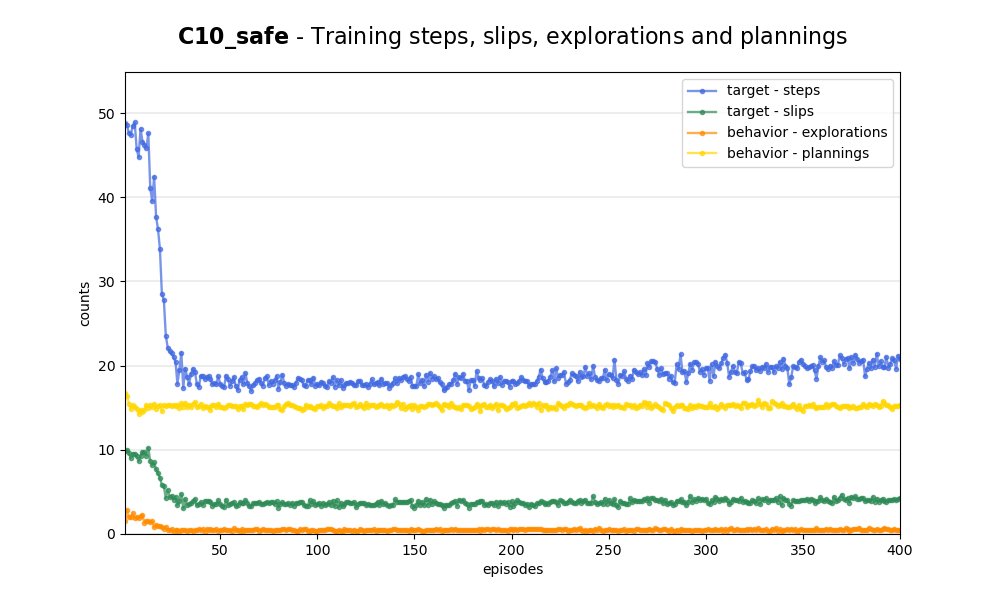 C10_safe - Training steps, slips, explorations and plannings
target - steps
target - slips
behavior - explorations
behavior - plannings
counts
50
40
30
20
10
0
50 100 150 200 250 300 350 400
episodes